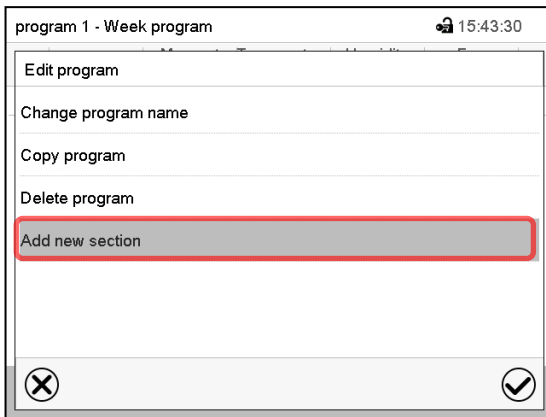 program 1 - Week program 15:43:30
Edit program
Change program name
Copy program
Delete program
Add new section